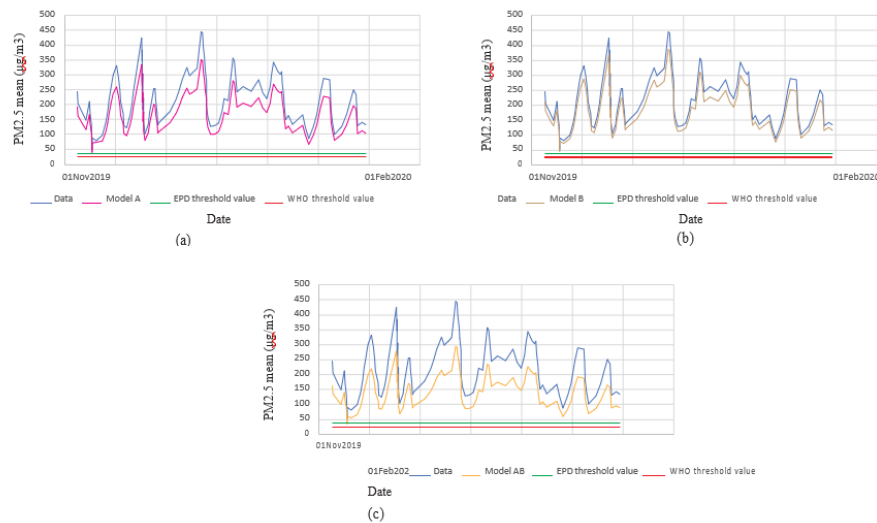 500
450
400
350
300
250
200
150
100
50
0
PM2.5 mean (µg/m3)
01Nov2019 01Feb2020
Data Model A EPD threshold value WHO threshold value
Date
(a)
500
450
400
350
300
250
200
150
100
50
0
PM2.5 mean (µg/m3)
01Nov2019 01Feb2020
Data Model B EPD threshold value WHO threshold value
Date
(b)
500
450
400
350
300
250
200
150
100
50
0
PM2.5 mean (µg/m3)
01Nov2019
01Feb202 Data Model AB EPD threshold value WHO threshold value
Date
(c)